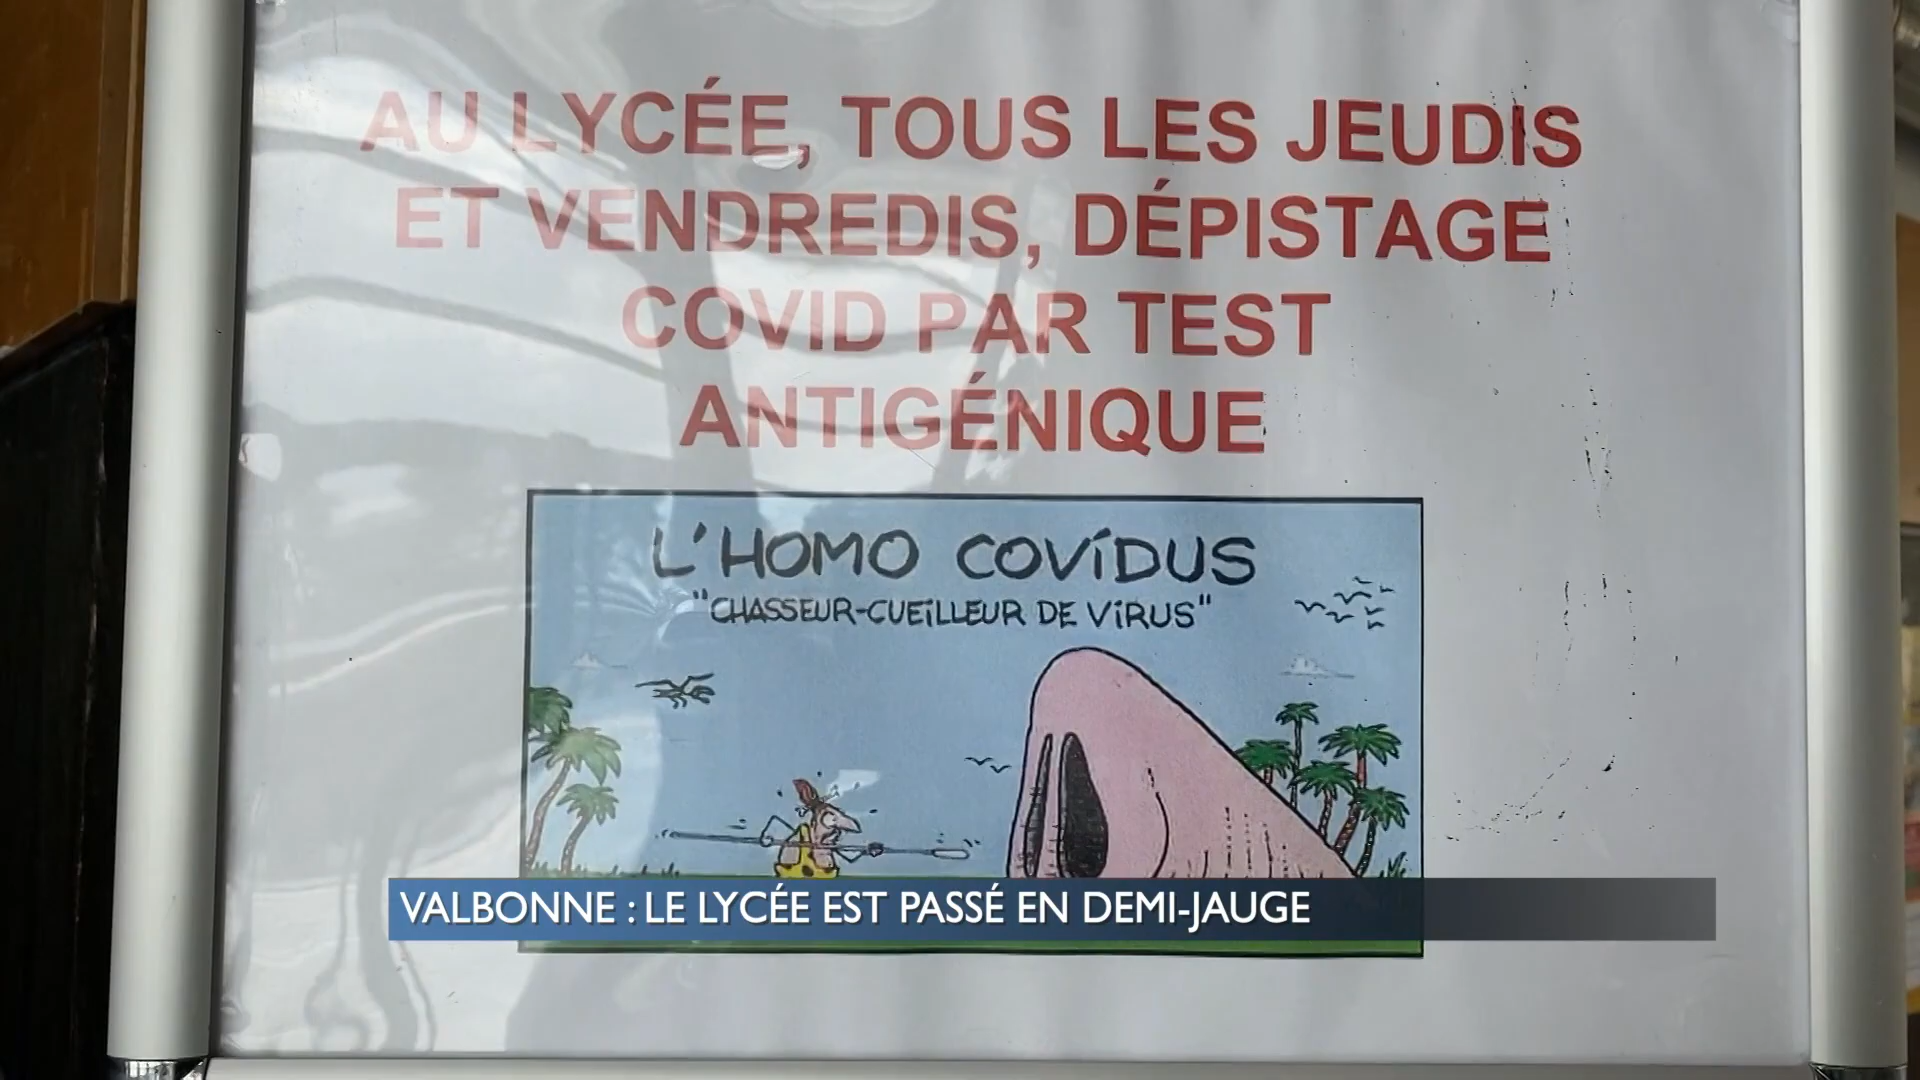 AU LYCÉE, TOUS LES JEUDIS
ET VENDREDIS, DÉPISTAGE
COVID PAR TEST
ANTIGÉNIQUE
L'HOMO COVIDUS
"CHASSEUR-CUEILLEUR DE VIRUS"
VALBONNE : LE LYCÉE EST PASSÉ EN DEMI-JAUGE